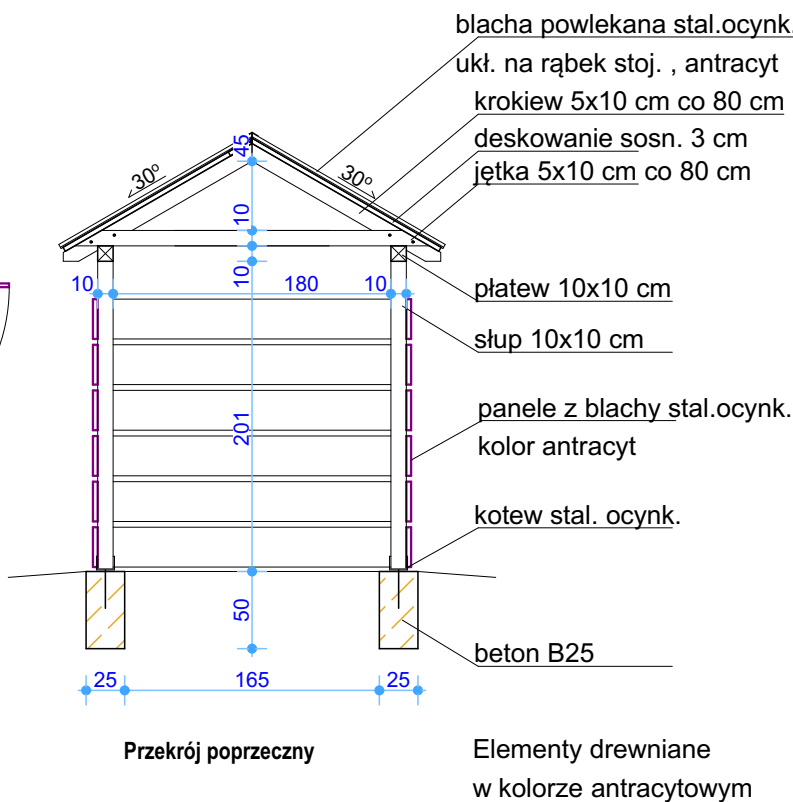 blacha powlekana stal.ocynk.
ukł. na rąbek stoj. , antracyt
krokiew 5x10 cm co 80 cm
deskowanie sosn. 3 cm
jętka 5x10 cm co 80 cm
45
<30º
30º>
10
10
10
180
10
płatew 10x10 cm
słup 10x10 cm
201
panele z blachy stal.ocynk.
kolor antracyt
kotew stal. ocynk.
50
beton B25
25
165
25
Przekrój poprzeczny
Elementy drewniane
w kolorze antracytowym